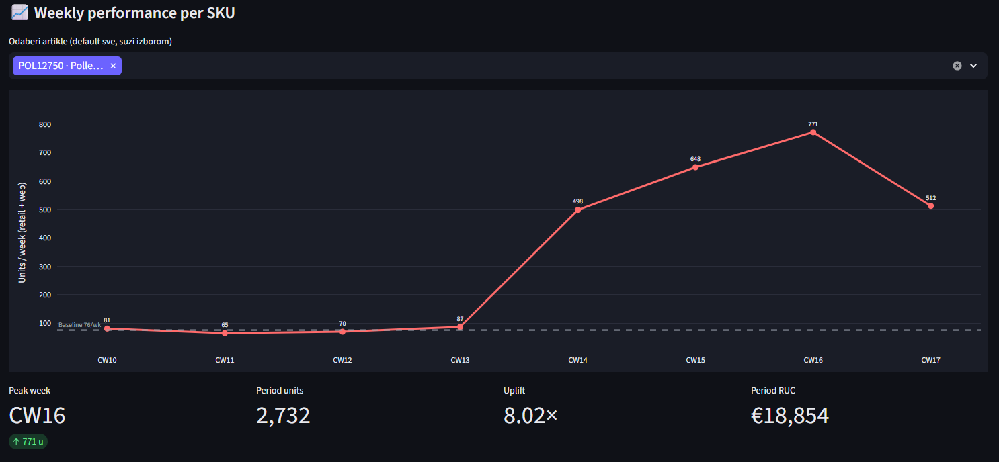 📈 Weekly performance per SKU
Odaberi artikle (default sve, suzi izborom)
POL12750 · Polle… ×
800
700
600
500
400
300
200
100
Units / week (retail + web)
Baseline 76/wk
81
65
70
87
498
648
771
512
CW10 CW11 CW12 CW13 CW14 CW15 CW16 CW17
Peak week Period units Uplift Period RUC
CW16 2,732 8.02× €18,854
↑ 771 u